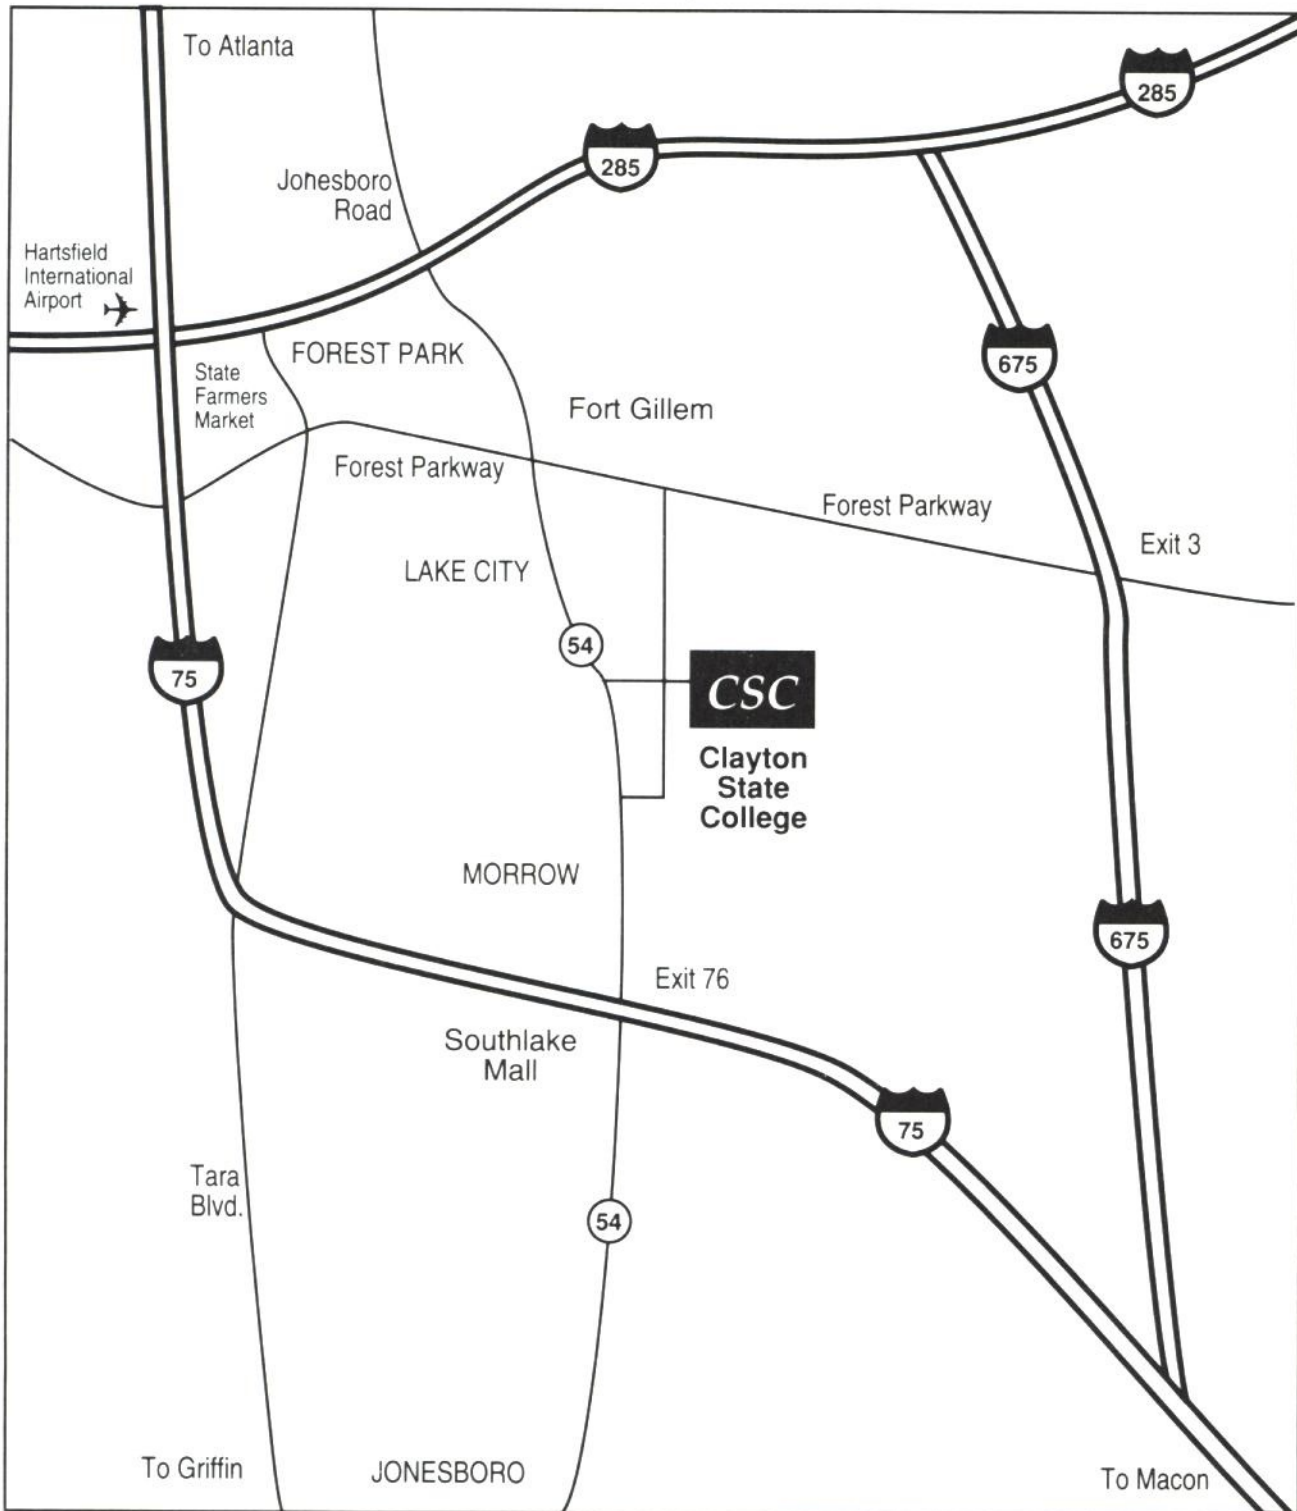 To Atlanta
285
285
Jonesboro
Road
Hartsfield
International
Airport
FOREST PARK
State
Farmers
Market
675
Fort Gillem
Forest Parkway
Forest Parkway
Exit 3
LAKE CITY
54
75
CSC
Clayton
State
College
MORROW
675
Exit 76
Southlake
Mall
75
Tara
Blvd.
54
To Griffin
JONESBORO
To Macon